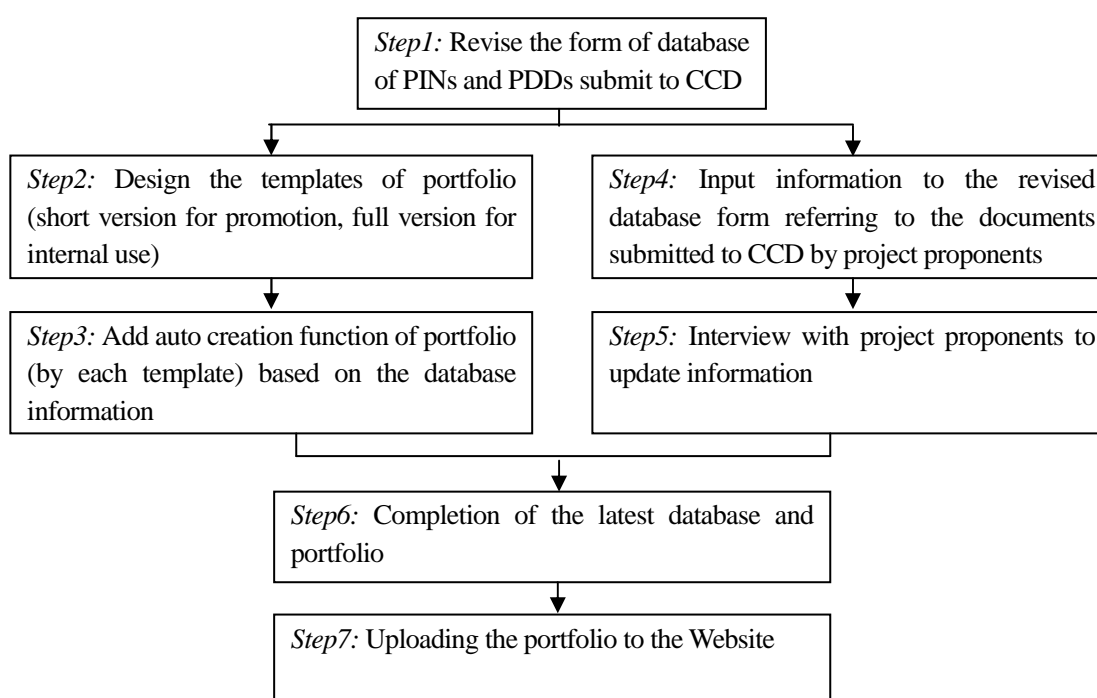 Step1: Revise the form of database
of PINs and PDDs submit to CCD
Step2: Design the templates of portfolio
(short version for promotion, full version for
internal use)
Step4: Input information to the revised
database form referring to the documents
submitted to CCD by project proponents
Step3: Add auto creation function of portfolio
(by each template) based on the database
information
Step5: Interview with project proponents to
update information
Step6: Completion of the latest database and
portfolio
Step7: Uploading the portfolio to the Website